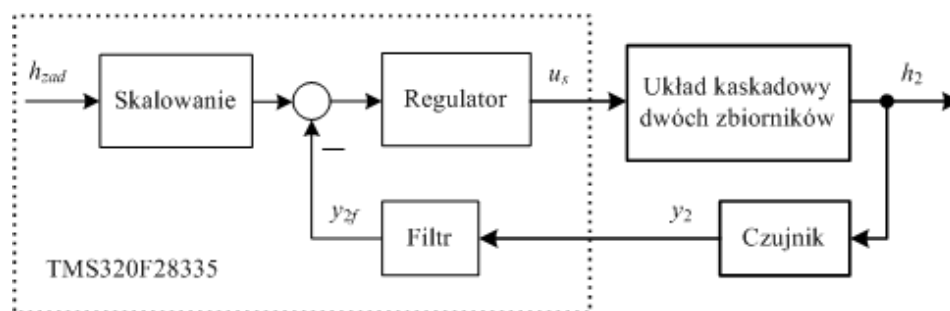 h_zad
Skalowanie
Regulator
u_s
Układ kaskadowy
dwóch zbiorników
h_2
y_2f
Filtr
y_2
Czujnik
TMS320F28335